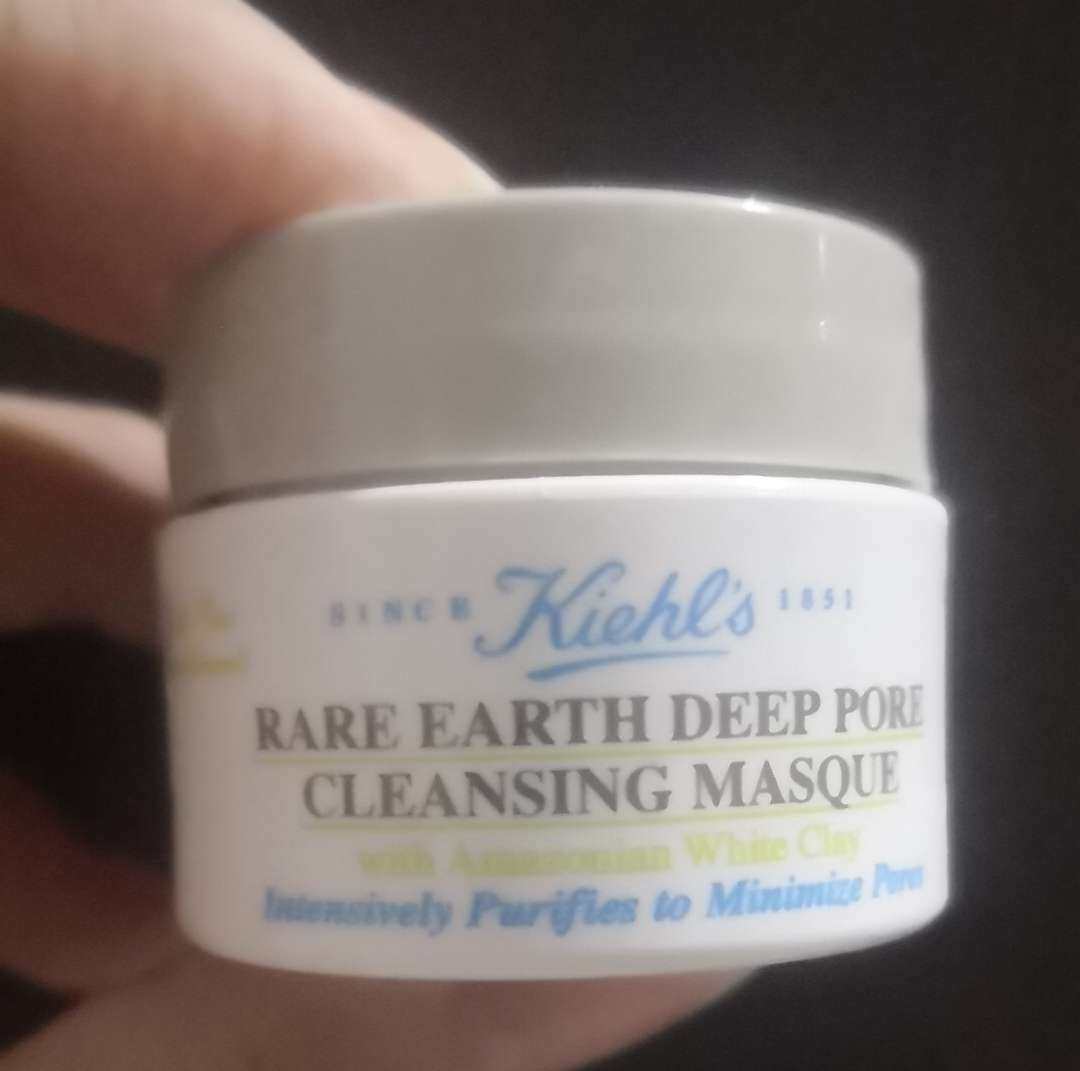 SINCE Kiehl's 1851
RARE EARTH DEEP PORE
CLEANSING MASQUE
with Amazonian White Clay
Intensively Purifies to Minimize Pores